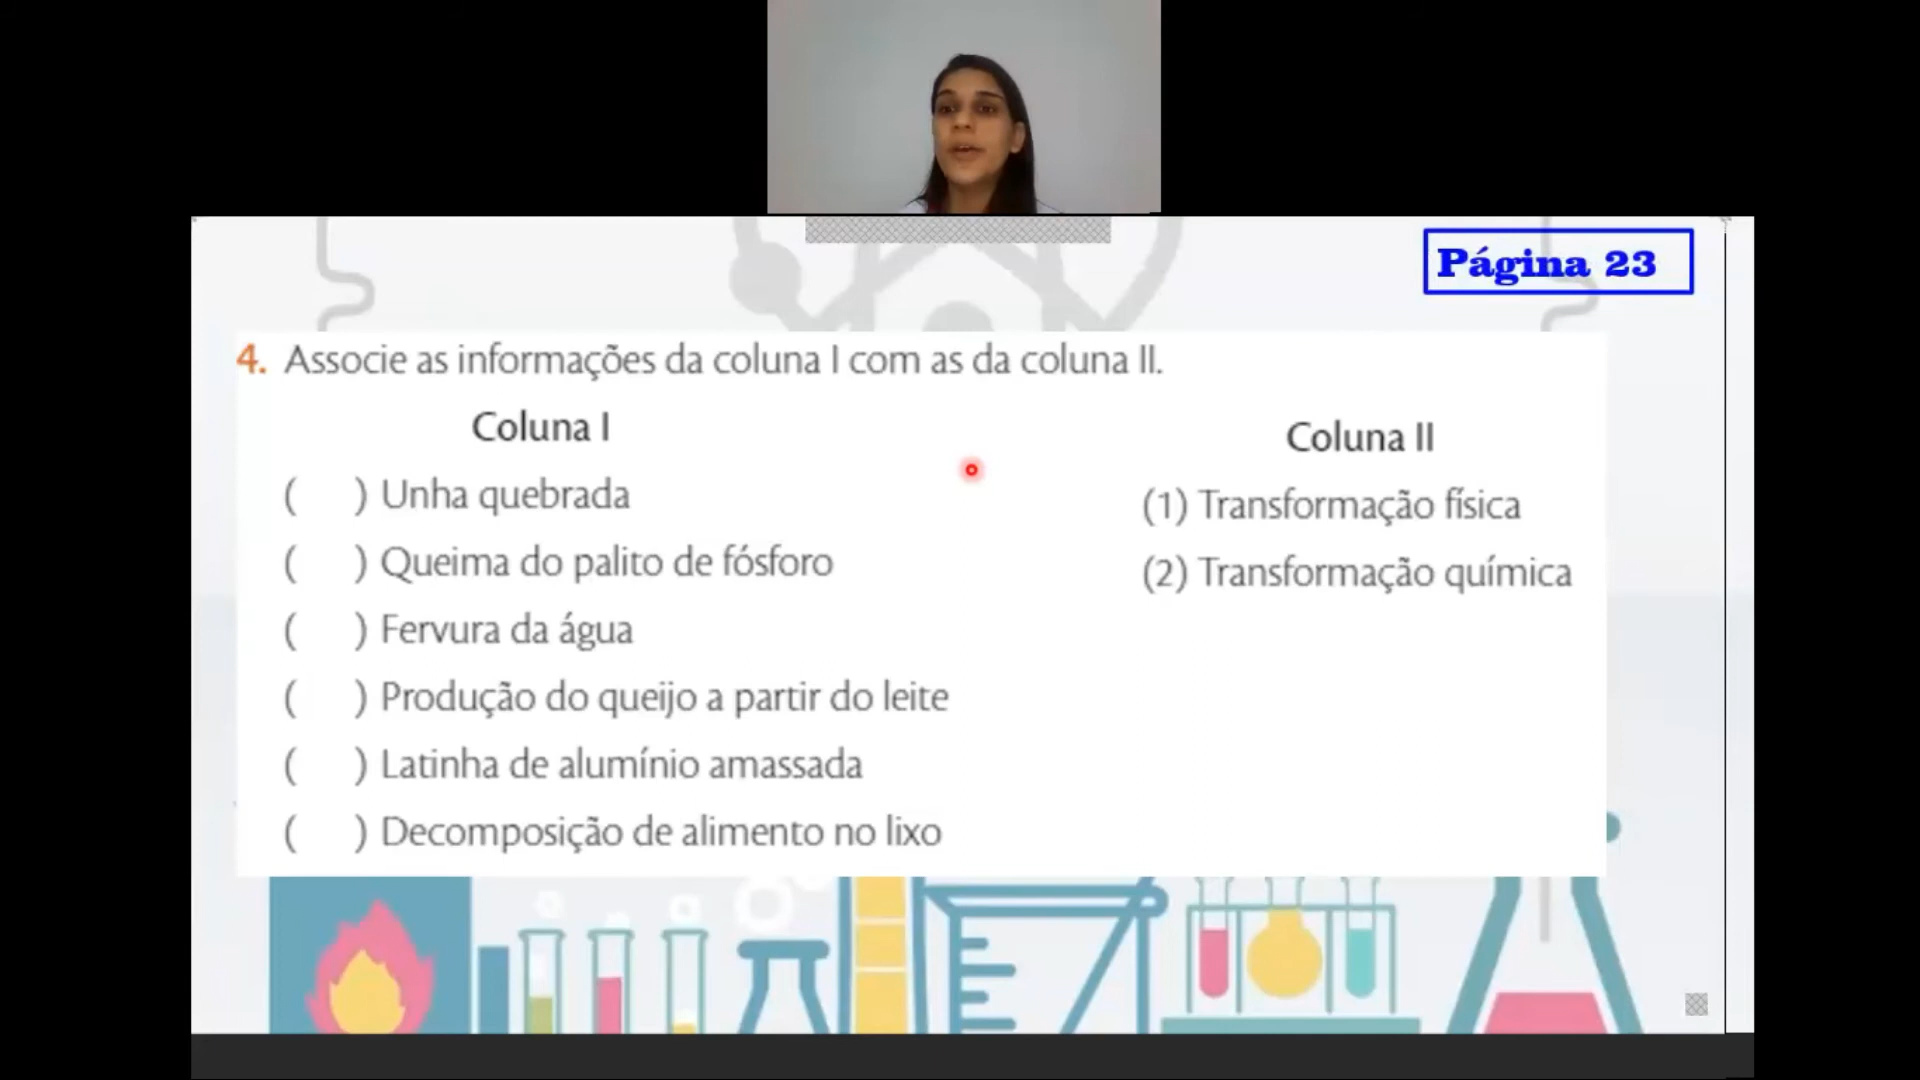 Página 23
4. Associe as informações da coluna I com as da coluna II.
Coluna I
( ) Unha quebrada
( ) Queima do palito de fósforo
( ) Fervura da água
( ) Produção do queijo a partir do leite
( ) Latinha de alumínio amassada
( ) Decomposição de alimento no lixo
Coluna II
(1) Transformação física
(2) Transformação química